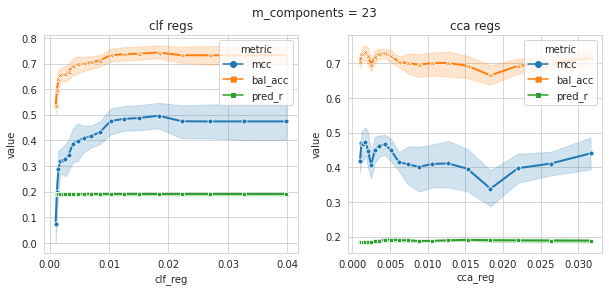 m_components = 23
clf regs
cca regs
metric
mcc
bal_acc
pred_r
metric
mcc
bal_acc
pred_r
value
0.8
0.7
0.6
0.5
0.4
0.3
0.2
0.1
0.0
0.00
0.01
0.02
0.03
0.04
clf_reg
value
0.7
0.6
0.5
0.4
0.3
0.2
0.000
0.005
0.010
0.015
0.020
0.025
0.030
cca_reg